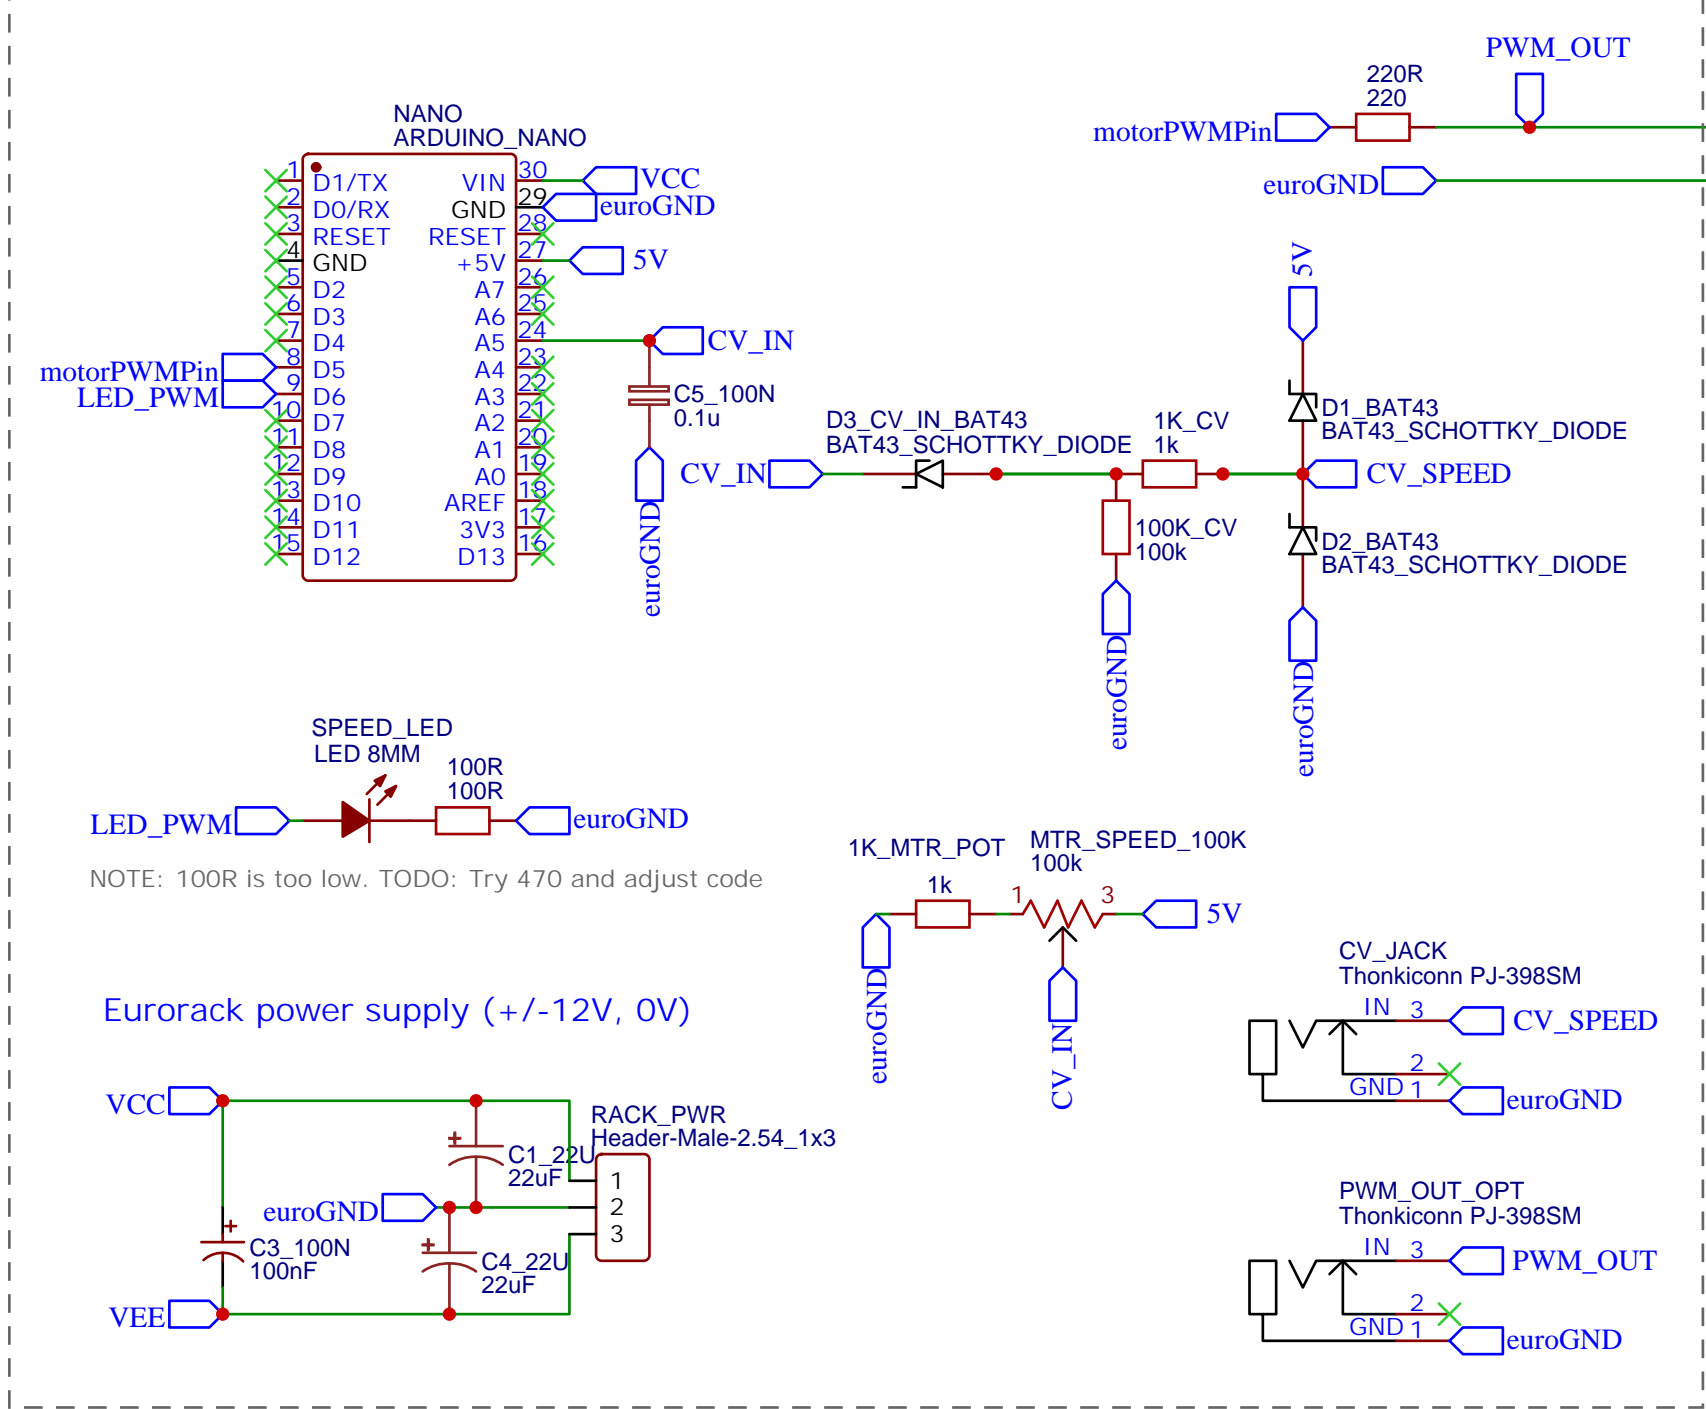 PWM_OUT
220R
220
motorPWMPin
euroGND
NANO
ARDUINO_NANO
1 D1/TX VIN 30 VCC
2 D0/RX GND 29 euroGND
3 RESET RESET 28
4 GND +5V 27 5V
5 D2 A7 26
6 D3 A6 25
7 D4 A5 24 CV_IN
motorPWMPin 8 D5 A4 23
LED_PWM 9 D6 A3 22
10 D7 A2 21
11 D8 A1 20
12 D9 A0 19
13 D10 AREF 18
14 D11 3V3 17
15 D12 D13 16
C5_100N
0.1u
euroGND
5V
D1_BAT43
BAT43_SCHOTTKY_DIODE
D3_CV_IN_BAT43
BAT43_SCHOTTKY_DIODE
1K_CV
1k
CV_IN
CV_SPEED
100K_CV
100k
D2_BAT43
BAT43_SCHOTTKY_DIODE
euroGND
euroGND
SPEED_LED
LED 8MM
100R
100R
LED_PWM
euroGND
NOTE: 100R is too low. TODO: Try 470 and adjust code
1K_MTR_POT
1k
MTR_SPEED_100K
100k
1 3
5V
euroGND
CV_IN
CV_JACK
Thonkiconn PJ-398SM
IN 3 CV_SPEED
2
GND 1 euroGND
Eurorack power supply (+/-12V, 0V)
VCC
RACK_PWR
Header-Male-2.54_1x3
C1_22U
22uF
1
2
3
euroGND
C3_100N
100nF
C4_22U
22uF
VEE
PWM_OUT_OPT
Thonkiconn PJ-398SM
IN 3 PWM_OUT
2
GND 1 euroGND